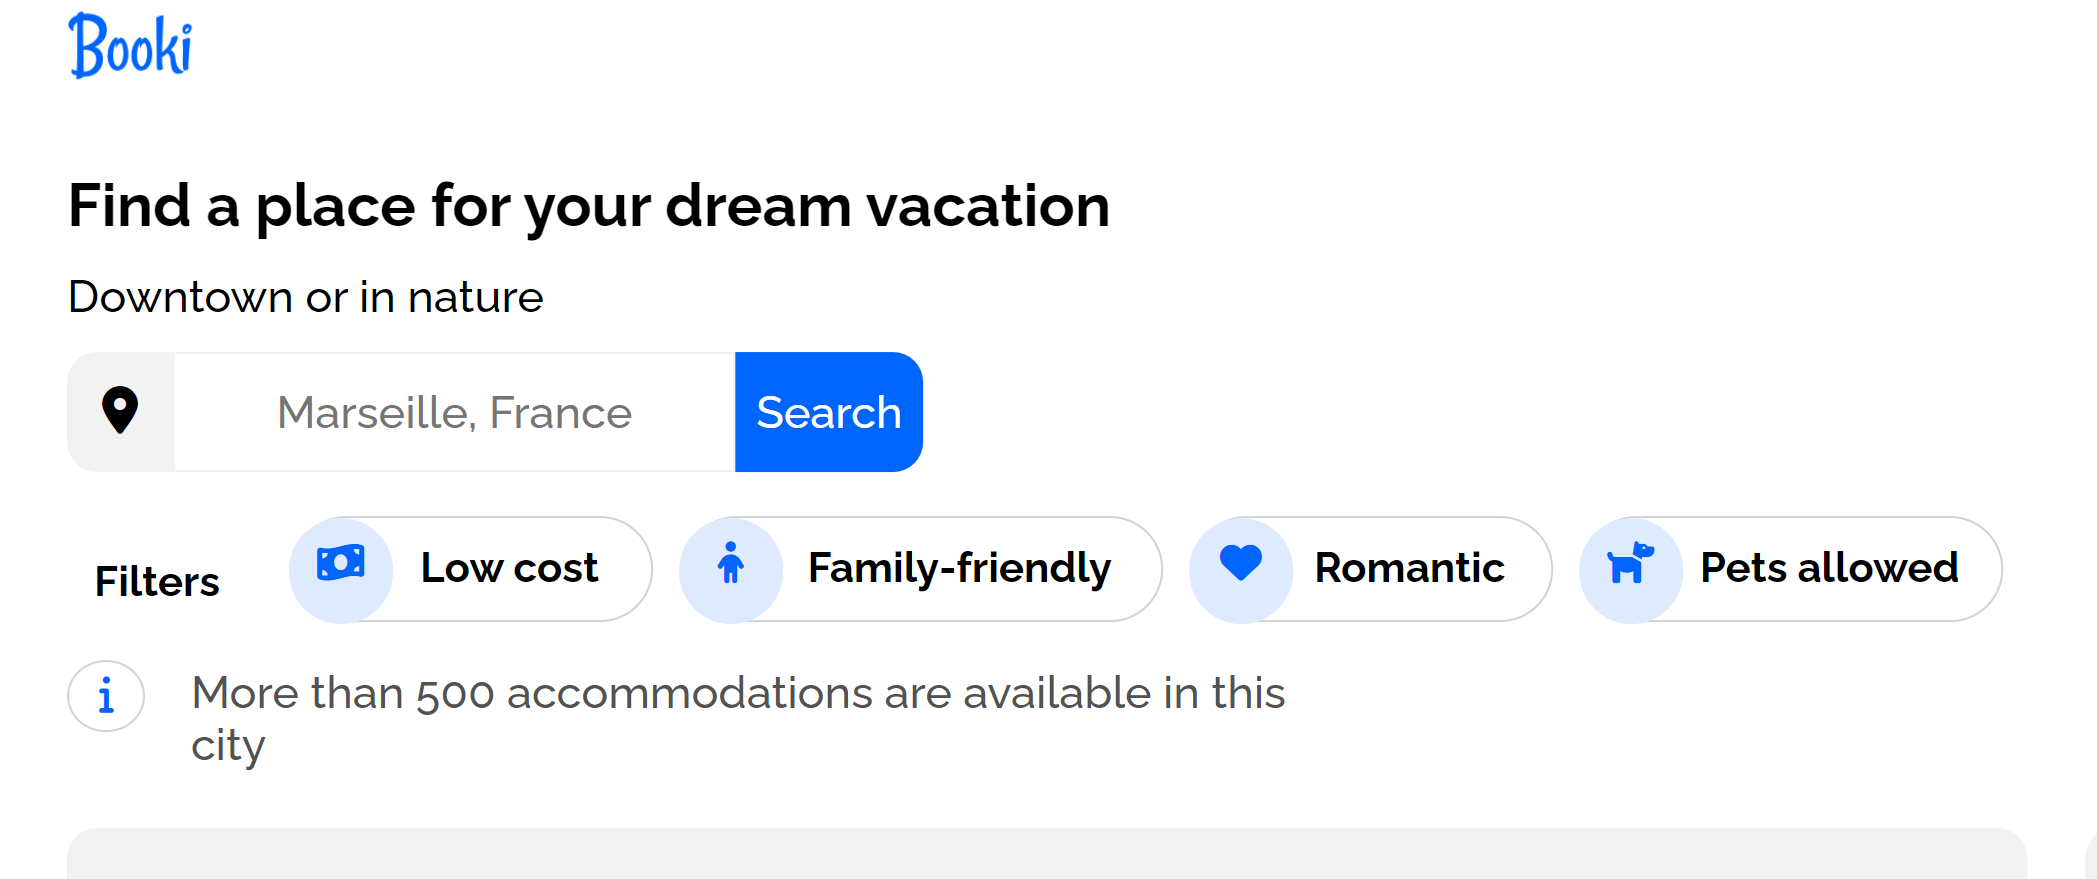 Booki
Find a place for your dream vacation
Downtown or in nature
Marseille, France
Search
Filters
Low cost
Family-friendly
Romantic
Pets allowed
More than 500 accommodations are available in this
city